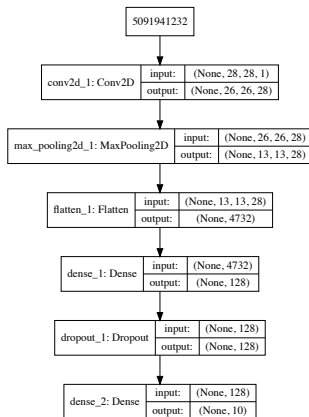 5091941232
conv2d_1: Conv2D input: (None, 28, 28, 1)
output: (None, 26, 26, 28)
max_pooling2d_1: MaxPooling2D input: (None, 26, 26, 28)
output: (None, 13, 13, 28)
flatten_1: Flatten input: (None, 13, 13, 28)
output: (None, 4732)
dense_1: Dense input: (None, 4732)
output: (None, 128)
dropout_1: Dropout input: (None, 128)
output: (None, 128)
dense_2: Dense input: (None, 128)
output: (None, 10)